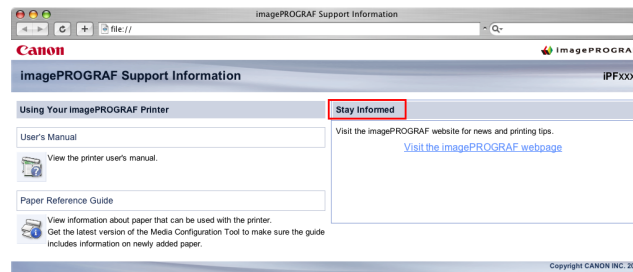 imagePROGRAF Support Information
file://
Q
Canon
imagePROGRA
imagePROGRAF Support Information
iPFxxx
Using Your imagePROGRAF Printer
User's Manual
View the printer user's manual.
Paper Reference Guide
View information about paper that can be used with the printer.
Get the latest version of the Media Configuration Tool to make sure the guide
includes information on newly added paper.
Stay Informed
Visit the imagePROGRAF website for news and printing tips.
Visit the imagePROGRAF webpage
Copyright CANON INC. 20